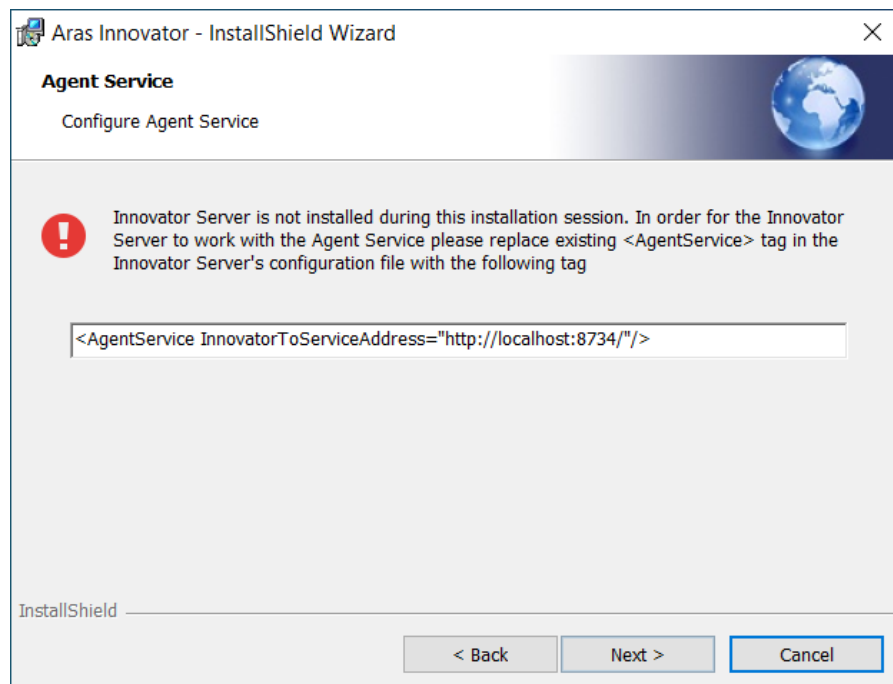 Aras Innovator - InstallShield Wizard
Agent Service
Configure Agent Service
Innovator Server is not installed during this installation session. In order for the Innovator
Server to work with the Agent Service please replace existing <AgentService> tag in the
Innovator Server's configuration file with the following tag
<AgentService InnovatorToServiceAddress="http://localhost:8734/"/>
InstallShield
< Back
Next >
Cancel